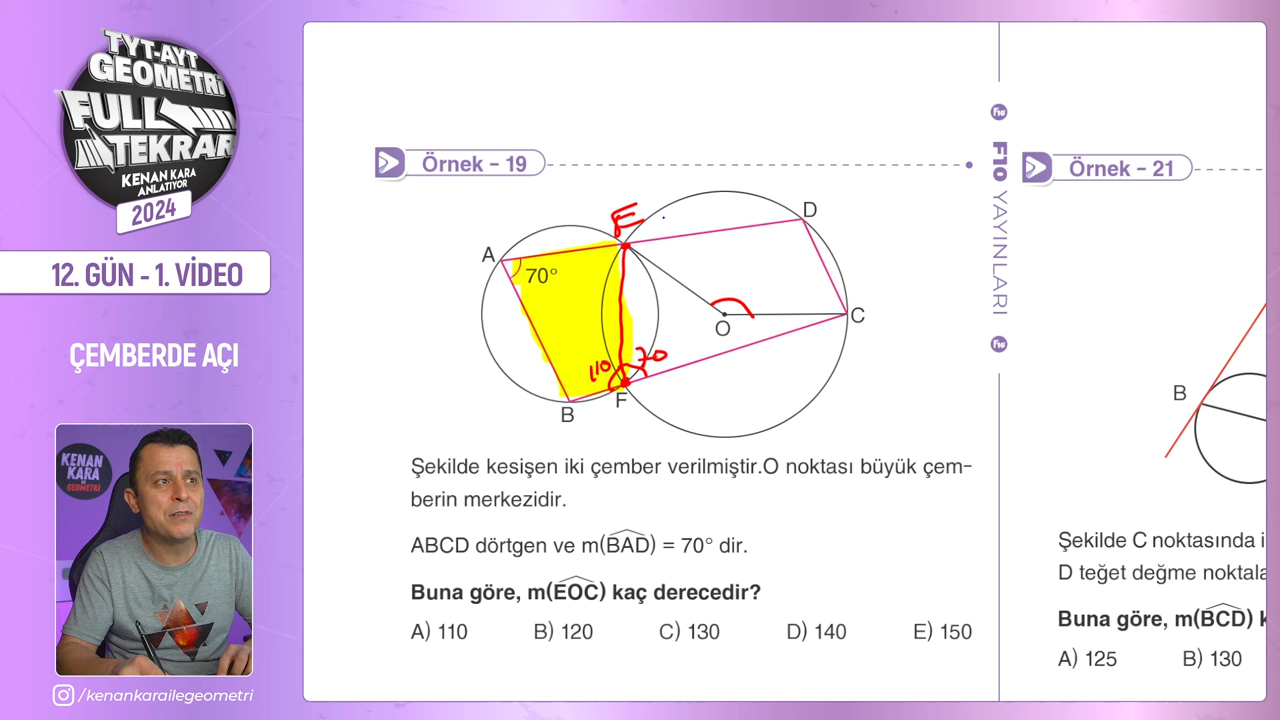 TYT-AYT
GEOMETRİ
FULL
TEKRAR
KENAN KARA
ANLATIYOR
2024
12. GÜN - 1. VİDEO
ÇEMBERDE AÇI
KENAN
KARA
GEOMETRİ
/kenankarailegeometri
Örnek – 19
E
D
A
70°
O
C
110
70
F
B
Şekilde kesişen iki çember verilmiştir.O noktası büyük çem-
berin merkezidir.
ABCD dörtgen ve m(BAD) = 70° dir.
Buna göre, m(EOC) kaç derecedir?
A) 110 B) 120 C) 130 D) 140 E) 150
F10
F10 YAYINLARI
F10
Örnek – 21
B
Şekilde C noktasında i
D teğet değme noktala
Buna göre, m(BCD) k
A) 125 B) 130